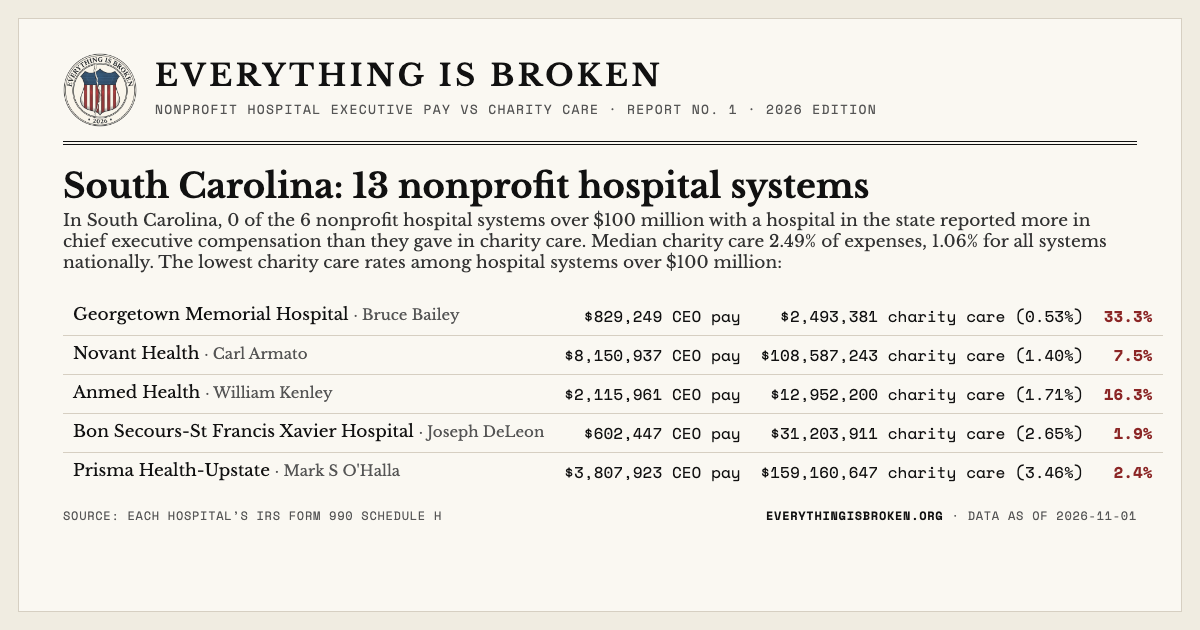 EVERYTHING IS BROKEN
· 2026 ·
EVERYTHING IS BROKEN
NONPROFIT HOSPITAL EXECUTIVE PAY VS CHARITY CARE · REPORT NO. 1 · 2026 EDITION
South Carolina: 13 nonprofit hospital systems
In South Carolina, 0 of the 6 nonprofit hospital systems over $100 million with a hospital in the state reported more in
chief executive compensation than they gave in charity care. Median charity care 2.49% of expenses, 1.06% for all systems
nationally. The lowest charity care rates among hospital systems over $100 million:
Georgetown Memorial Hospital · Bruce Bailey $829,249 CEO pay $2,493,381 charity care (0.53%) 33.3%
Novant Health · Carl Armato $8,150,937 CEO pay $108,587,243 charity care (1.40%) 7.5%
Anmed Health · William Kenley $2,115,961 CEO pay $12,952,200 charity care (1.71%) 16.3%
Bon Secours-St Francis Xavier Hospital · Joseph DeLeon $602,447 CEO pay $31,203,911 charity care (2.65%) 1.9%
Prisma Health-Upstate · Mark S O'Halla $3,807,923 CEO pay $159,160,647 charity care (3.46%) 2.4%
SOURCE: EACH HOSPITAL'S IRS FORM 990 SCHEDULE H EVERYTHINGISBROKEN.ORG · DATA AS OF 2026-11-01